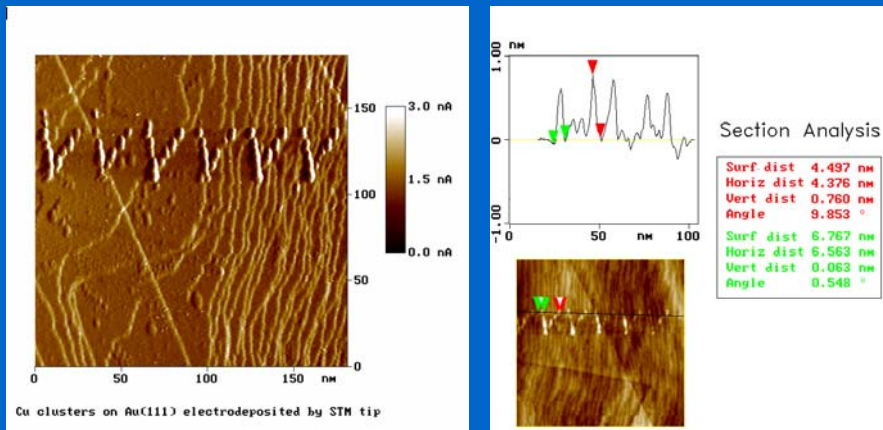 3.0 nA
1.5 nA
0.0 nA
150
100
50
0
0 50 100 nm 150
Cu clusters on Au(111) electrodeposited by STM tip
nm
1.00
0
-1.00
0 nm 50 100
Section Analysis
Surf dist 4.497 nm
Horiz dist 4.376 nm
Vert dist 0.760 nm
Angle 9.853 °
Surf dist 6.767 nm
Horiz dist 6.563 nm
Vert dist 0.063 nm
Angle 0.548 °